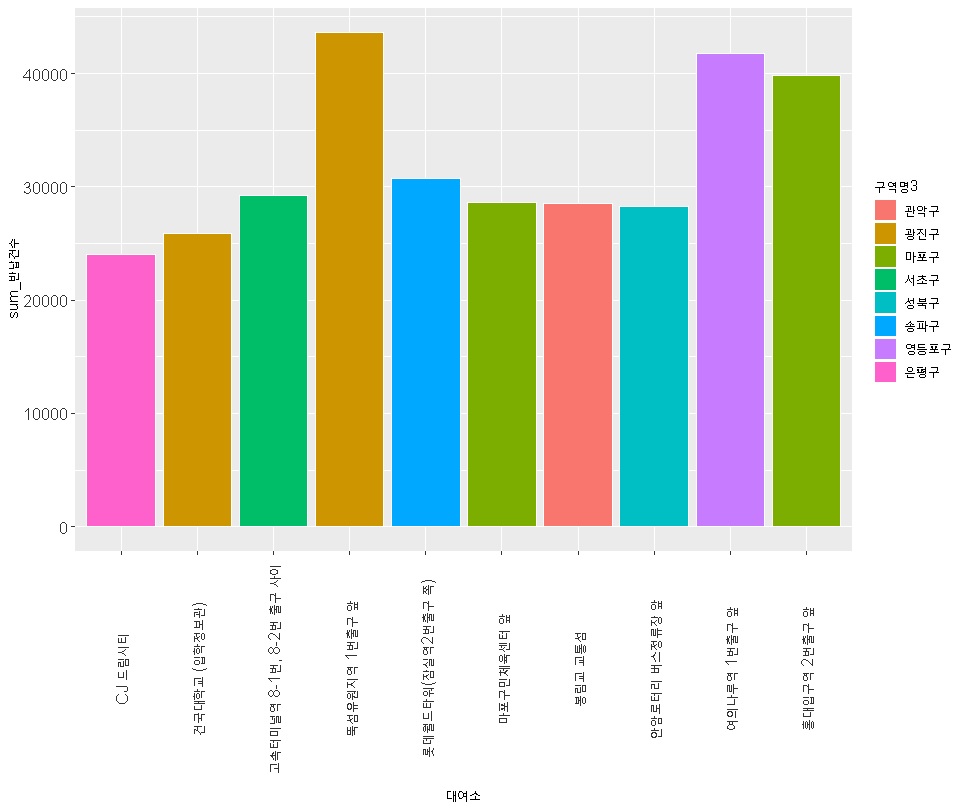 40000
30000
20000
10000
0
sum_반납건수
CJ 드림시티
건국대학교 (입학정보관)
고속터미널역 8-1번, 8-2번 출구 사이
뚝섬유원지역 1번출구 앞
롯데월드타워(잠실역2번출구 쪽)
마포구민체육센터 앞
봉림교 교통섬
안암로터리 버스정류장 앞
여의나루역 1번출구 앞
홍대입구역 2번출구 앞
대여소
구역명3
관악구
광진구
마포구
서초구
성북구
송파구
영등포구
은평구